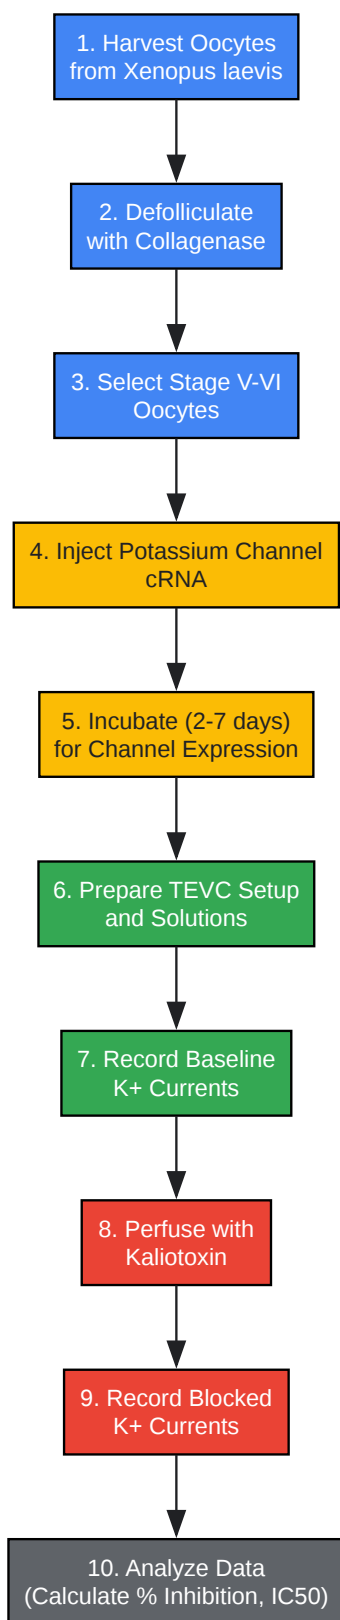 1. Harvest Oocytes
from Xenopus laevis
2. Defolliculate
with Collagenase
3. Select Stage V-VI
Oocytes
4. Inject Potassium Channel
cRNA
5. Incubate (2-7 days)
for Channel Expression
6. Prepare TEVC Setup
and Solutions
7. Record Baseline
K+ Currents
8. Perfuse with
Kaliotoxin
9. Record Blocked
K+ Currents
10. Analyze Data
(Calculate % Inhibition, IC50)